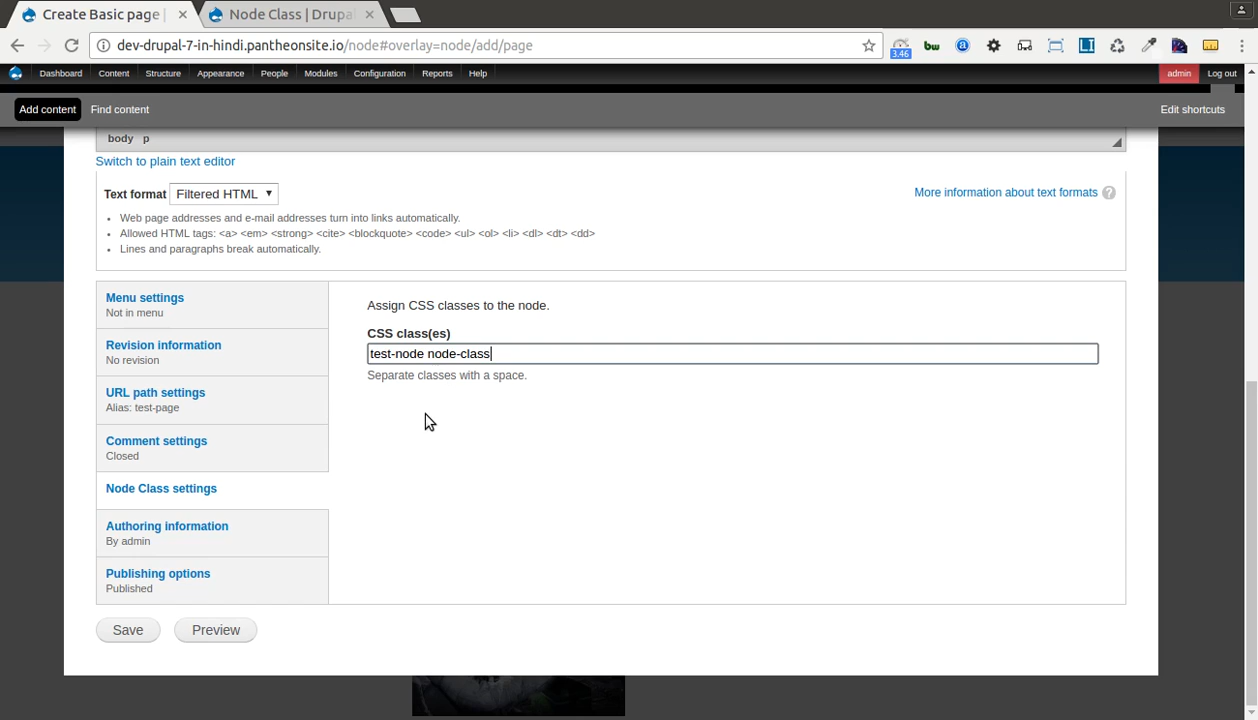 Create Basic page |
Node Class | Drupa
dev-drupal-7-in-hindi.pantheonsite.io/node#overlay=node/add/page
3.46
bw
a
LI
Dashboard Content Structure Appearance People Modules Configuration Reports Help admin Log out
Add content Find content Edit shortcuts
body p
Switch to plain text editor
Text format Filtered HTML More information about text formats ?
• Web page addresses and e-mail addresses turn into links automatically.
• Allowed HTML tags: <a> <em> <strong> <cite> <blockquote> <code> <ul> <ol> <li> <dl> <dt> <dd>
• Lines and paragraphs break automatically.
Menu settings
Not in menu
Revision information
No revision
URL path settings
Alias: test-page
Comment settings
Closed
Node Class settings
Authoring information
By admin
Publishing options
Published
Assign CSS classes to the node.
CSS class(es)
test-node node-class
Separate classes with a space.
Save Preview